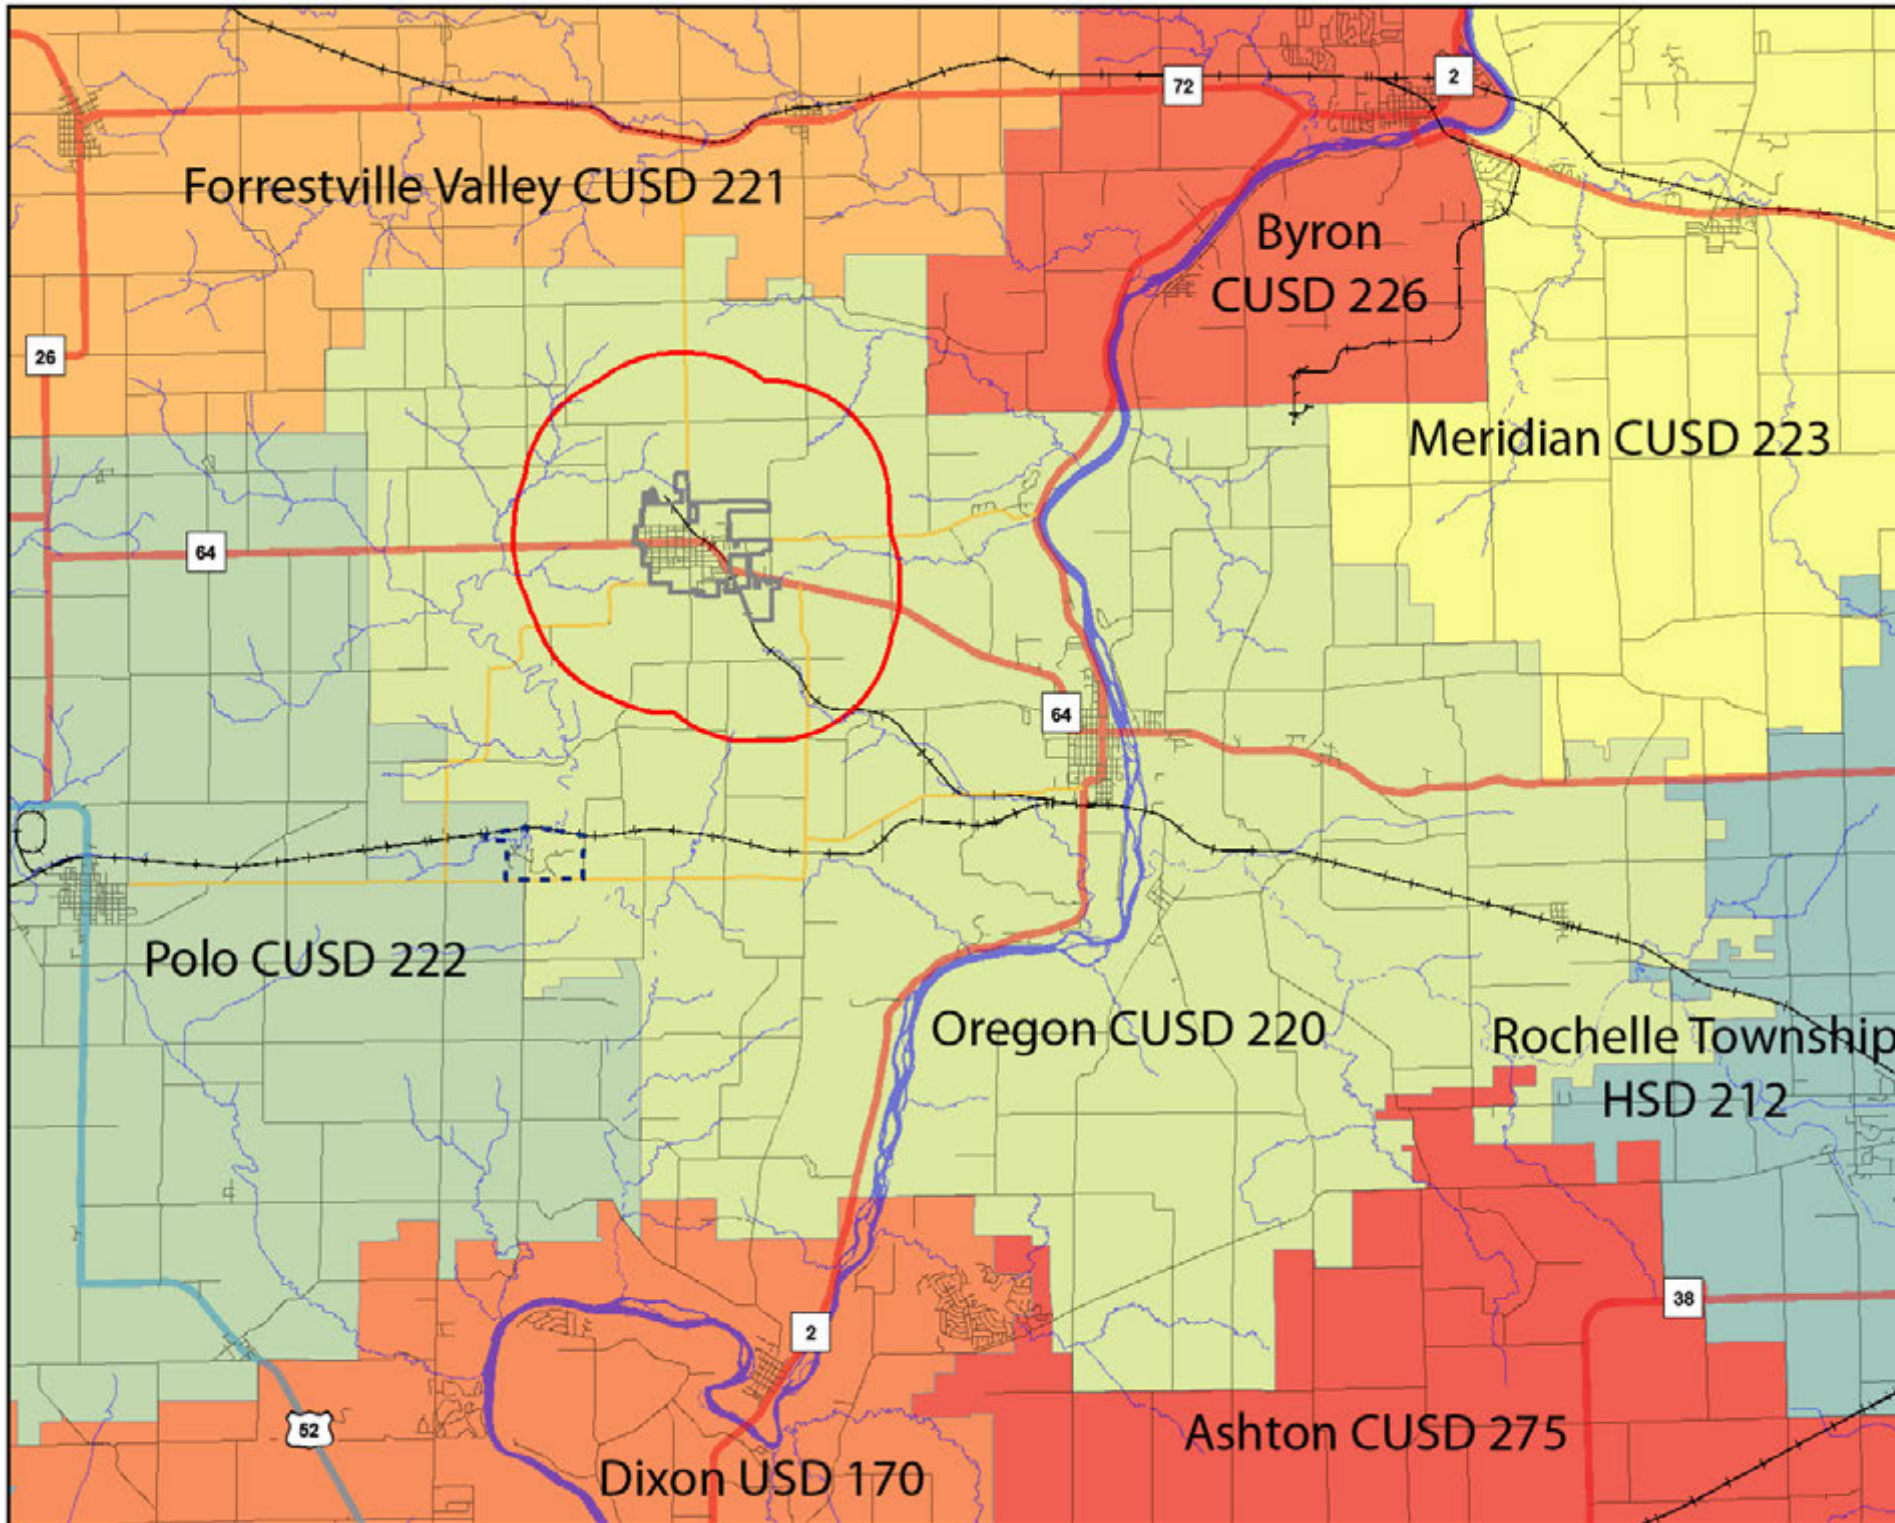 2
72
Forrestville Valley CUSD 221
Byron
CUSD 226
26
Meridian CUSD 223
64
64
Polo CUSD 222
Oregon CUSD 220
Rochelle Township
HSD 212
38
2
52
Ashton CUSD 275
Dixon USD 170